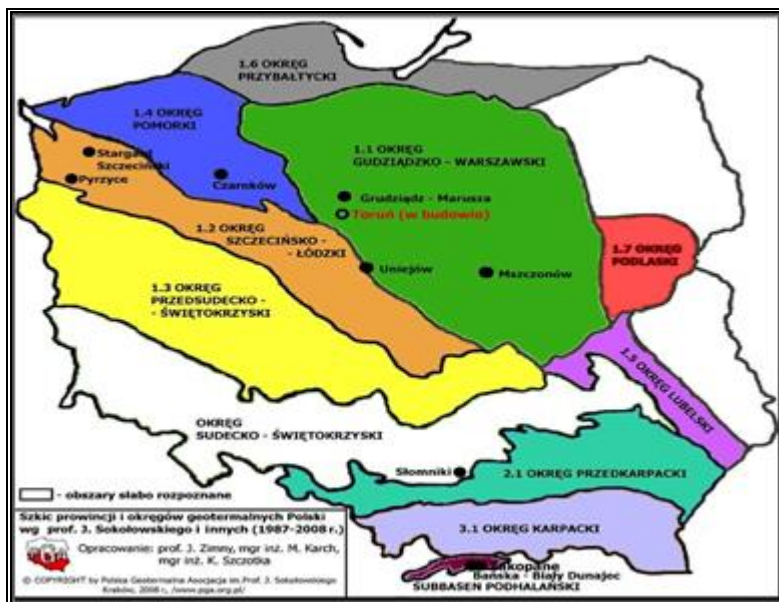 1.6 OKRĘG
PRZYBAŁTYCKI
1.4 OKRĘG
POMORKI
1.1 OKRĘG
GUDZIĄDZKO - WARSZAWSKI
Stargard
Szczeciński
Pyrzyce
Czarnków
Grudziądz - Marusza
Toruń (w budowie)
1.2 OKRĘG
SZCZECIŃSKO -
- ŁÓDZKI
1.7 OKRĘG
PODLASKI
Uniejów
Mszczonów
1.3 OKRĘG
PRZEDSUDECKO -
- ŚWIĘTOKRZYSKI
1.5 OKRĘG LUBELSKI
OKRĘG
SUDECKO - ŚWIĘTOKRZYSKI
Słomniki
2.1 OKRĘG PRZEDKARPACKI
- obszary słabo rozpoznane
3.1 OKRĘG KARPACKI
Szkic prowincji i okręgów geotermalnych Polski
wg prof. J. Sokołowskiego i innych (1987-2008 r.)
Opracowanie: prof. J. Zimny, mgr inż. M. Karch,
mgr inż. K. Szczotka
© COPYRIGHT by Polska Geotermalna Asocjacja im.Prof. J. Sokołowskiego
Kraków, 2008 r., /www.pga.org.pl/
Zakopane
Bańska - Biały Dunajec
SUBBASEN PODHALAŃSKI